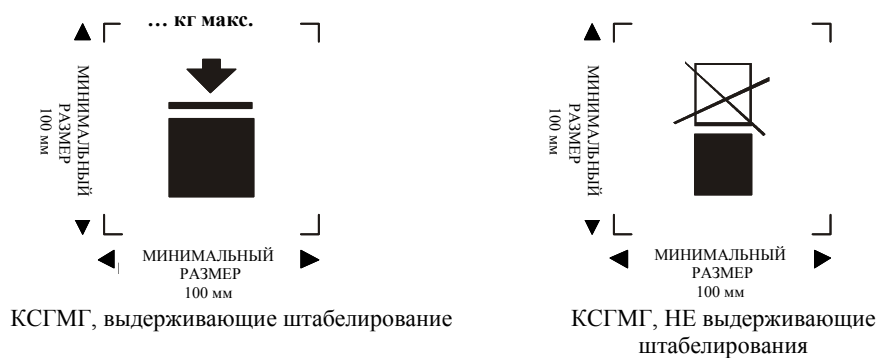 ... кг макс.
МИНИМАЛЬНЫЙ
РАЗМЕР
100 мм
МИНИМАЛЬНЫЙ
РАЗМЕР
100 мм
КСГМГ, выдерживающие штабелирование
МИНИМАЛЬНЫЙ
РАЗМЕР
100 мм
МИНИМАЛЬНЫЙ
РАЗМЕР
100 мм
КСГМГ, НЕ выдерживающие
штабелирования